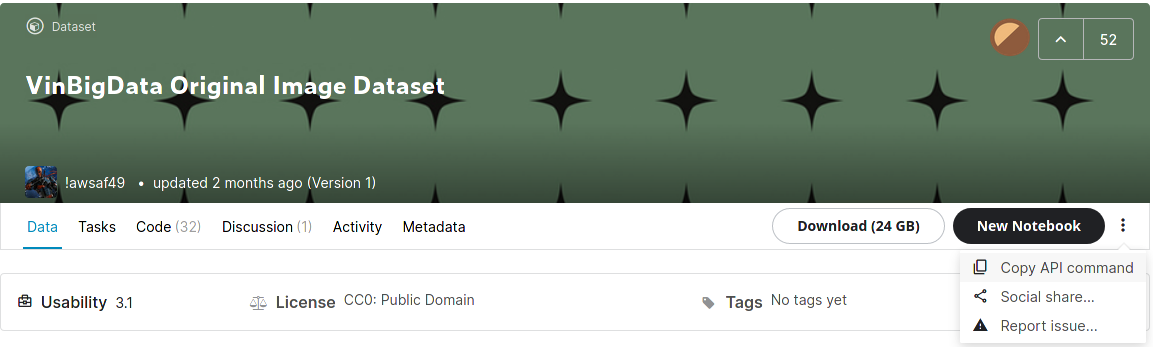 Dataset
52
VinBigData Original Image Dataset
!awsaf49 • updated 2 months ago (Version 1)
Data Tasks Code (32) Discussion (1) Activity Metadata Download (24 GB) New Notebook
Copy API command
Usability 3.1 License CC0: Public Domain Tags No tags yet
Social share...
Report issue...